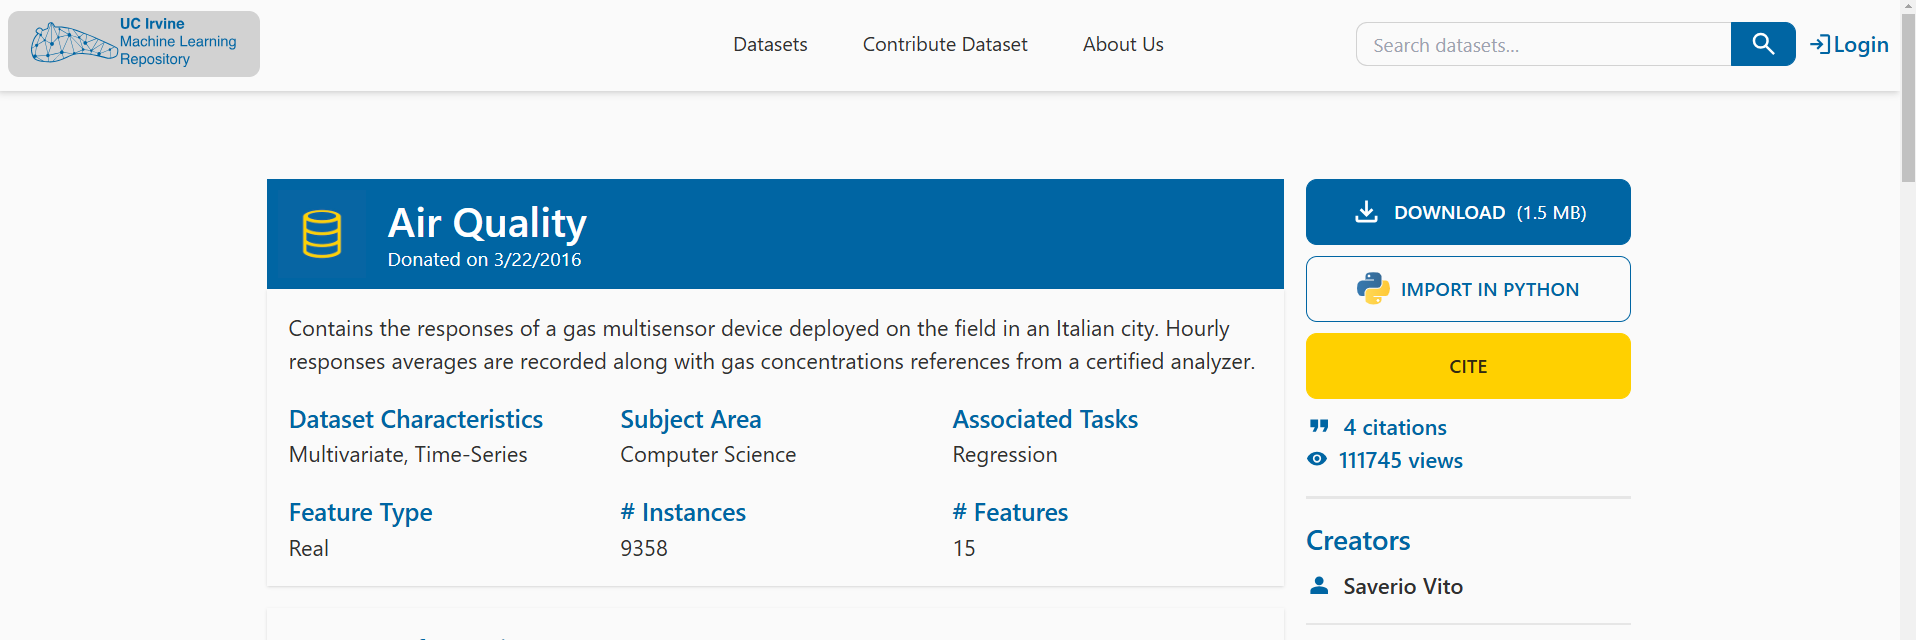 UC Irvine
Machine Learning
Repository
Datasets
Contribute Dataset
About Us
Search datasets...
Login
Air Quality
Donated on 3/22/2016
Contains the responses of a gas multisensor device deployed on the field in an Italian city. Hourly
responses averages are recorded along with gas concentrations references from a certified analyzer.
Dataset Characteristics
Multivariate, Time-Series
Subject Area
Computer Science
Associated Tasks
Regression
Feature Type
Real
# Instances
9358
# Features
15
DOWNLOAD (1.5 MB)
IMPORT IN PYTHON
CITE
4 citations
111745 views
Creators
Saverio Vito